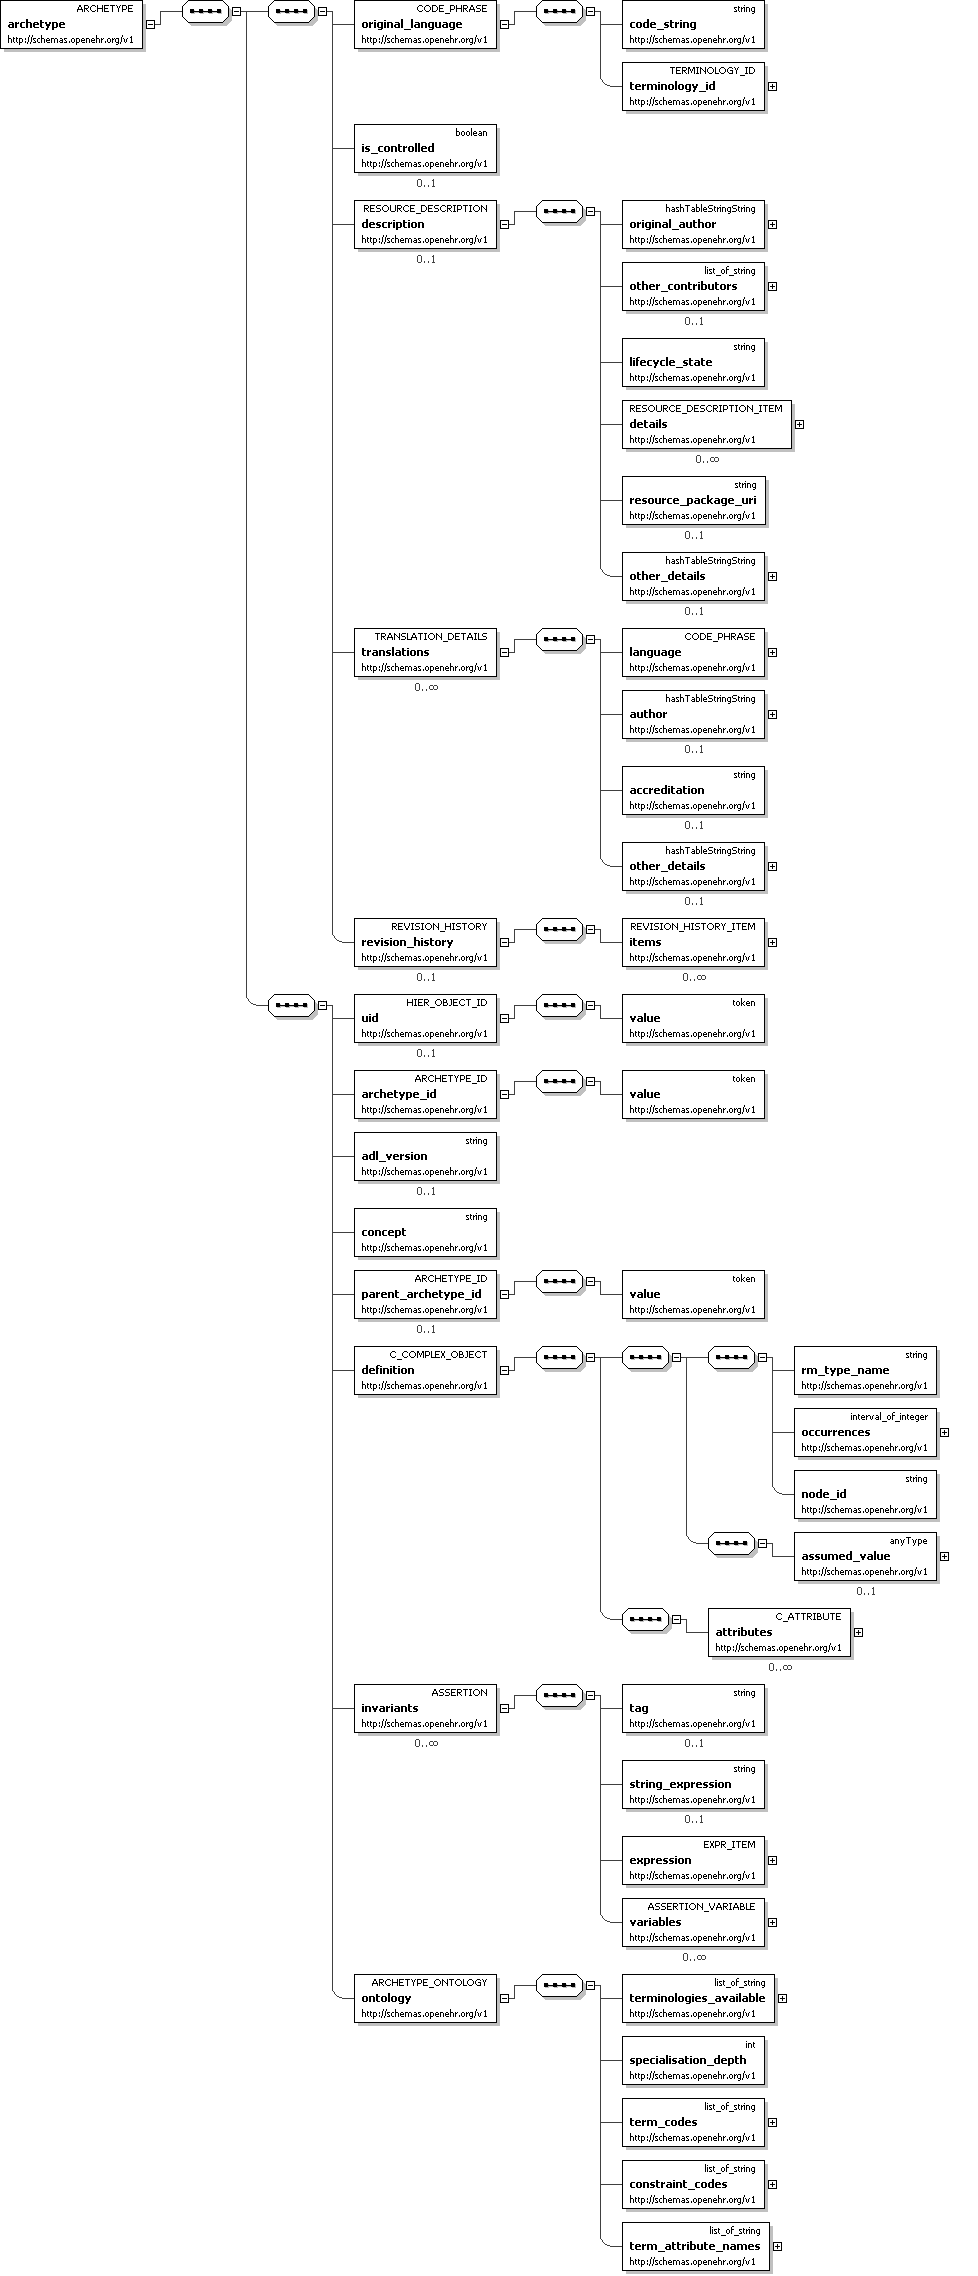 ARCHETYPE
archetype
http://schemas.openehr.org/v1
CODE_PHRASE
original_language
http://schemas.openehr.org/v1
string
code_string
http://schemas.openehr.org/v1
TERMINOLOGY_ID
terminology_id
http://schemas.openehr.org/v1
boolean
is_controlled
http://schemas.openehr.org/v1
0..1
RESOURCE_DESCRIPTION
description
http://schemas.openehr.org/v1
0..1
hashTableStringString
original_author
http://schemas.openehr.org/v1
list_of_string
other_contributors
http://schemas.openehr.org/v1
0..1
string
lifecycle_state
http://schemas.openehr.org/v1
RESOURCE_DESCRIPTION_ITEM
details
http://schemas.openehr.org/v1
0..∞
string
resource_package_uri
http://schemas.openehr.org/v1
0..1
hashTableStringString
other_details
http://schemas.openehr.org/v1
0..1
TRANSLATION_DETAILS
translations
http://schemas.openehr.org/v1
0..∞
CODE_PHRASE
language
http://schemas.openehr.org/v1
hashTableStringString
author
http://schemas.openehr.org/v1
0..1
string
accreditation
http://schemas.openehr.org/v1
0..1
hashTableStringString
other_details
http://schemas.openehr.org/v1
0..1
REVISION_HISTORY
revision_history
http://schemas.openehr.org/v1
0..1
REVISION_HISTORY_ITEM
items
http://schemas.openehr.org/v1
0..∞
HIER_OBJECT_ID
uid
http://schemas.openehr.org/v1
0..1
token
value
http://schemas.openehr.org/v1
ARCHETYPE_ID
archetype_id
http://schemas.openehr.org/v1
token
value
http://schemas.openehr.org/v1
string
adl_version
http://schemas.openehr.org/v1
0..1
string
concept
http://schemas.openehr.org/v1
ARCHETYPE_ID
parent_archetype_id
http://schemas.openehr.org/v1
0..1
token
value
http://schemas.openehr.org/v1
C_COMPLEX_OBJECT
definition
http://schemas.openehr.org/v1
string
rm_type_name
http://schemas.openehr.org/v1
interval_of_integer
occurrences
http://schemas.openehr.org/v1
string
node_id
http://schemas.openehr.org/v1
anyType
assumed_value
http://schemas.openehr.org/v1
0..1
C_ATTRIBUTE
attributes
http://schemas.openehr.org/v1
0..∞
ASSERTION
invariants
http://schemas.openehr.org/v1
0..∞
string
tag
http://schemas.openehr.org/v1
0..1
string
string_expression
http://schemas.openehr.org/v1
0..1
EXPR_ITEM
expression
http://schemas.openehr.org/v1
ASSERTION_VARIABLE
variables
http://schemas.openehr.org/v1
0..∞
ARCHETYPE_ONTOLOGY
ontology
http://schemas.openehr.org/v1
list_of_string
terminologies_available
http://schemas.openehr.org/v1
int
specialisation_depth
http://schemas.openehr.org/v1
list_of_string
term_codes
http://schemas.openehr.org/v1
list_of_string
constraint_codes
http://schemas.openehr.org/v1
list_of_string
term_attribute_names
http://schemas.openehr.org/v1